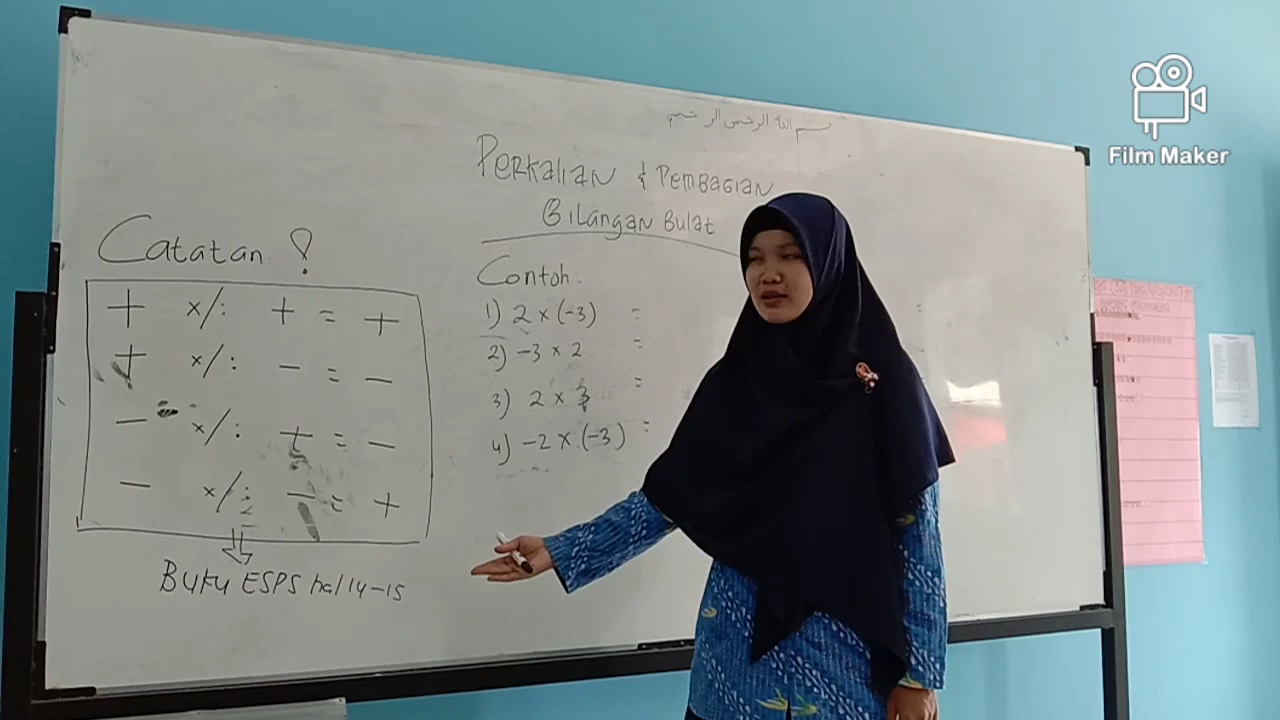 بسم الله الرحمن الرحيم
PERKALIAN & PEMBAGIAN
BILANGAN BULAT
Catatan !
+ ×/: + = +
+ ×/: - = -
- ×/: + = -
- ×/: - = +
BUKU ESPS hal 14-15
Contoh.
1) 2 × (-3) =
2) -3 × 2 =
3) 2 × 3 =
4) -2 × (-3) =
=
Film Maker